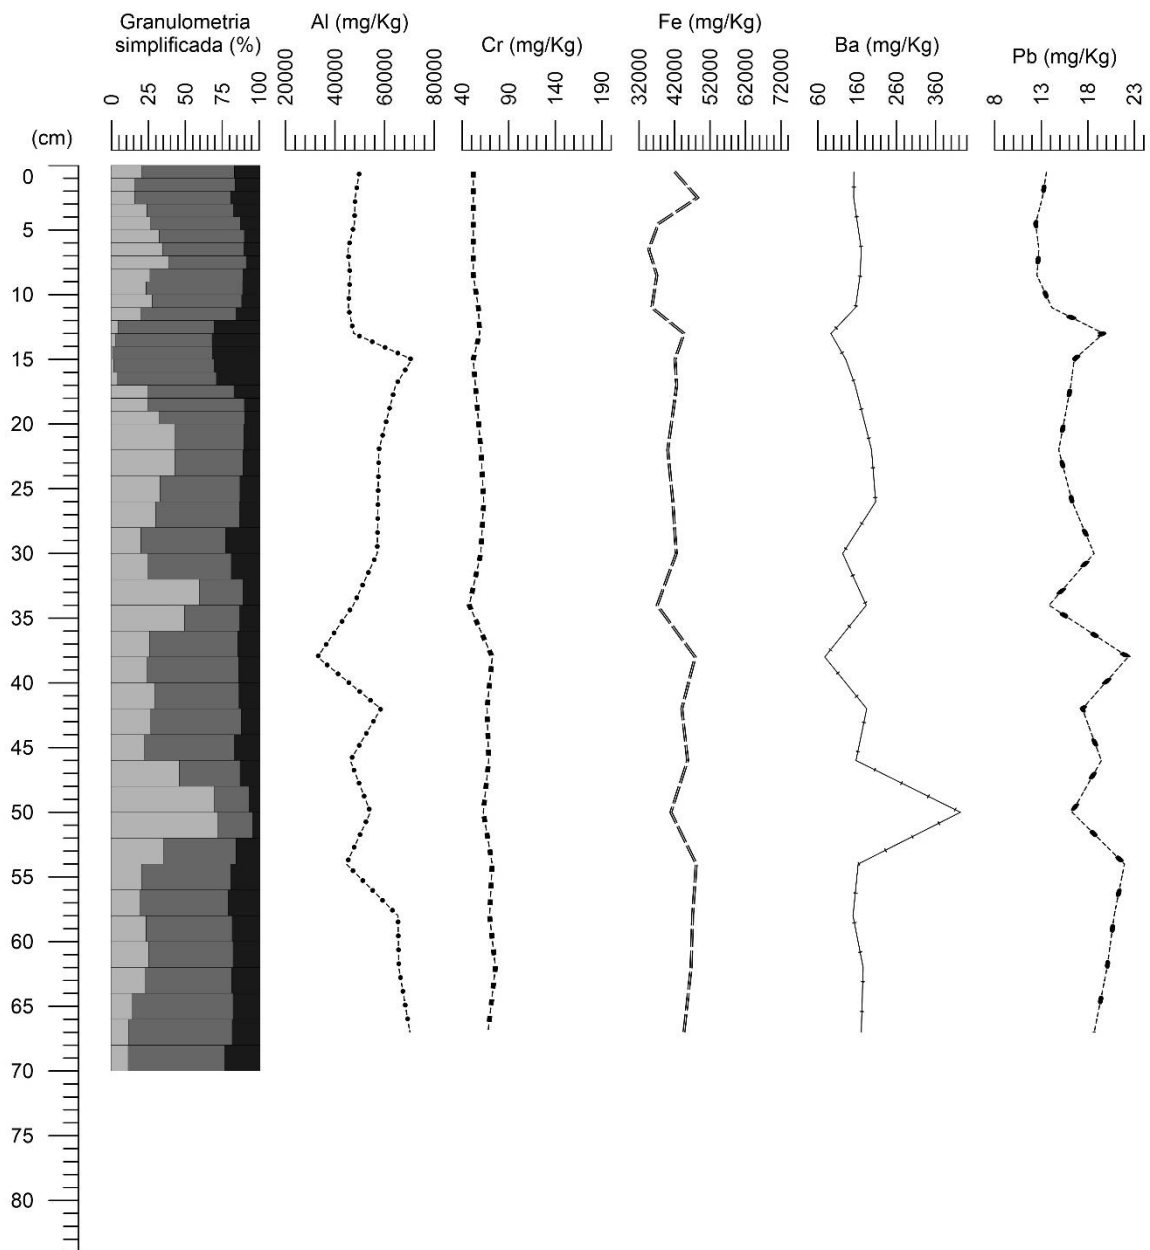 Granulometria
simplificada (%)
Al (mg/Kg)
Cr (mg/Kg)
Fe (mg/Kg)
Ba (mg/Kg)
Pb (mg/Kg)
0 25 50 75 100
20000 40000 60000 80000
40 90 140 190
32000 42000 52000 62000 72000
60 160 260 360
8 13 18 23
(cm)
0
5
10
15
20
25
30
35
40
45
50
55
60
65
70
75
80